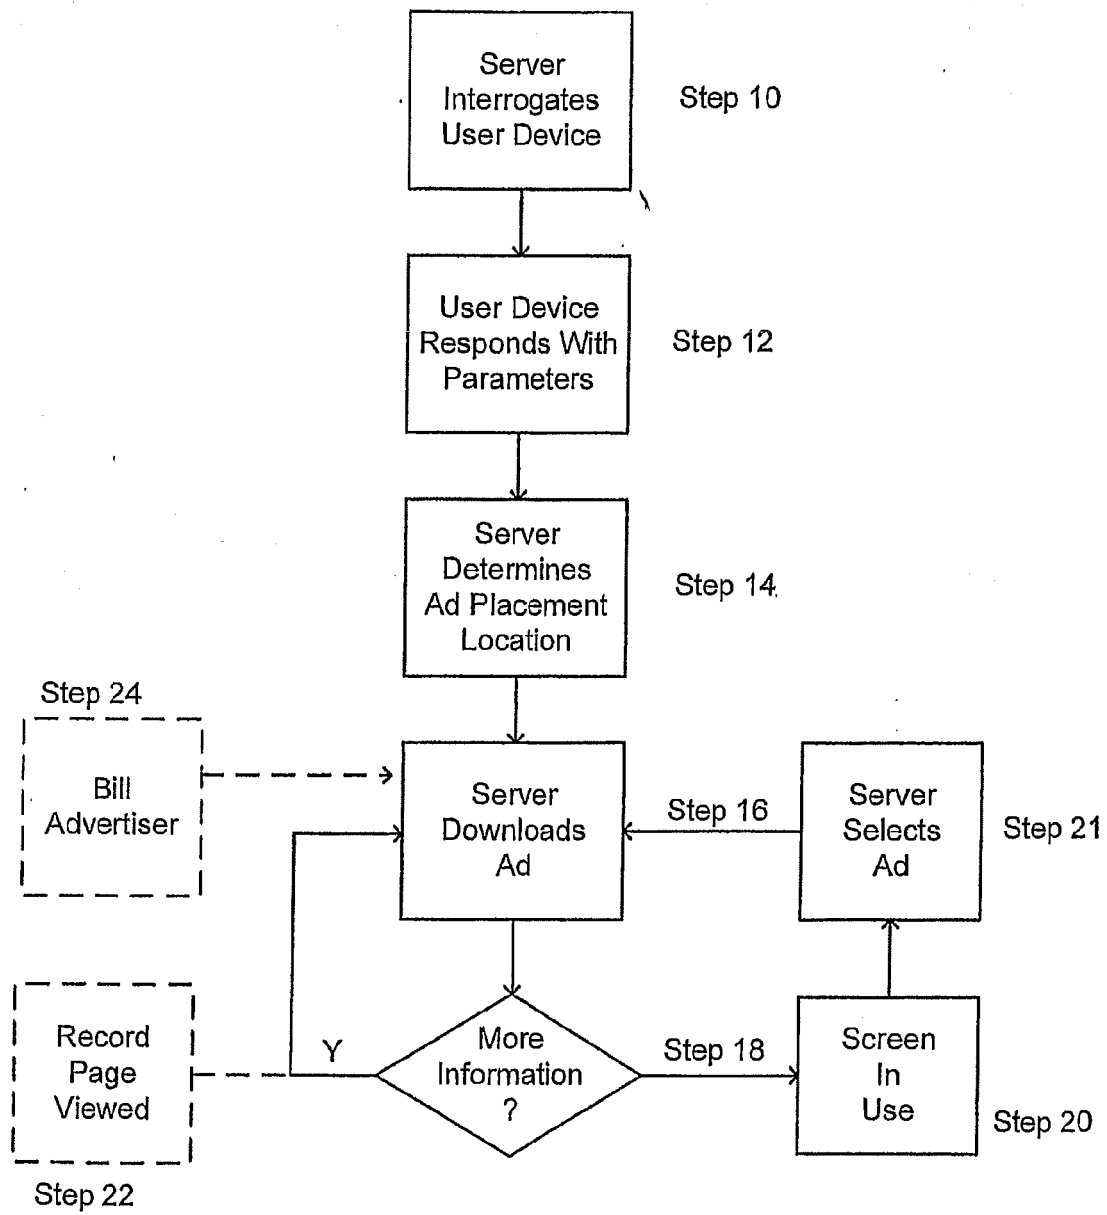 Server
Interrogates
User Device
Step 10
User Device
Responds With
Parameters
Step 12
Server
Determines
Ad Placement
Location
Step 14
Step 24
Bill
Advertiser
Server
Downloads
Ad
Step 16
Server
Selects
Ad
Step 21
Record
Page
Viewed
Step 22
Y
More
Information
?
Step 18
Screen
In
Use
Step 20